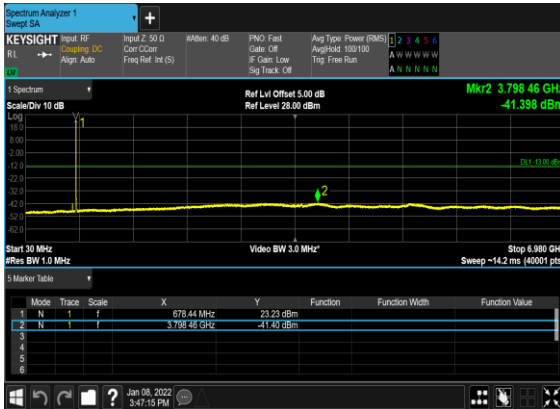 Spectrum Analyzer 1
Swept SA
+
KEYSIGHT Input: RF Input Z: 50 Ω #Atten: 40 dB PNO: Fast Avg Type: Power (RMS) 1 2 3 4 5 6
RL Coupling: DC Corr CCorr Gate: Off Avg|Hold: 100/100 A W W W W W
Align: Auto Freq Ref: Int (S) IF Gain: Low Trig: Free Run
Sig Track: Off A N N N N N
1 Spectrum
Ref Lvl Offset 5.00 dB Mkr2 3.798 46 GHz
Scale/Div 10 dB Ref Level 28.00 dBm -41.398 dBm
Log
18.0
8.00
-2.00
-12.0 DL1 -13.00 dBm
-22.0
-32.0
-42.0
-52.0
-62.0
1
2
Start 30 MHz Video BW 3.0 MHz* Stop 6.980 GHz
#Res BW 1.0 MHz Sweep ~14.2 ms (40001 pts)
5 Marker Table
Mode Trace Scale X Y Function Function Width Function Value
1 N 1 f 678.44 MHz 23.23 dBm
2 N 1 f 3.798 46 GHz -41.40 dBm
3
4
5
6
? Jan 08, 2022
3:47:15 PM